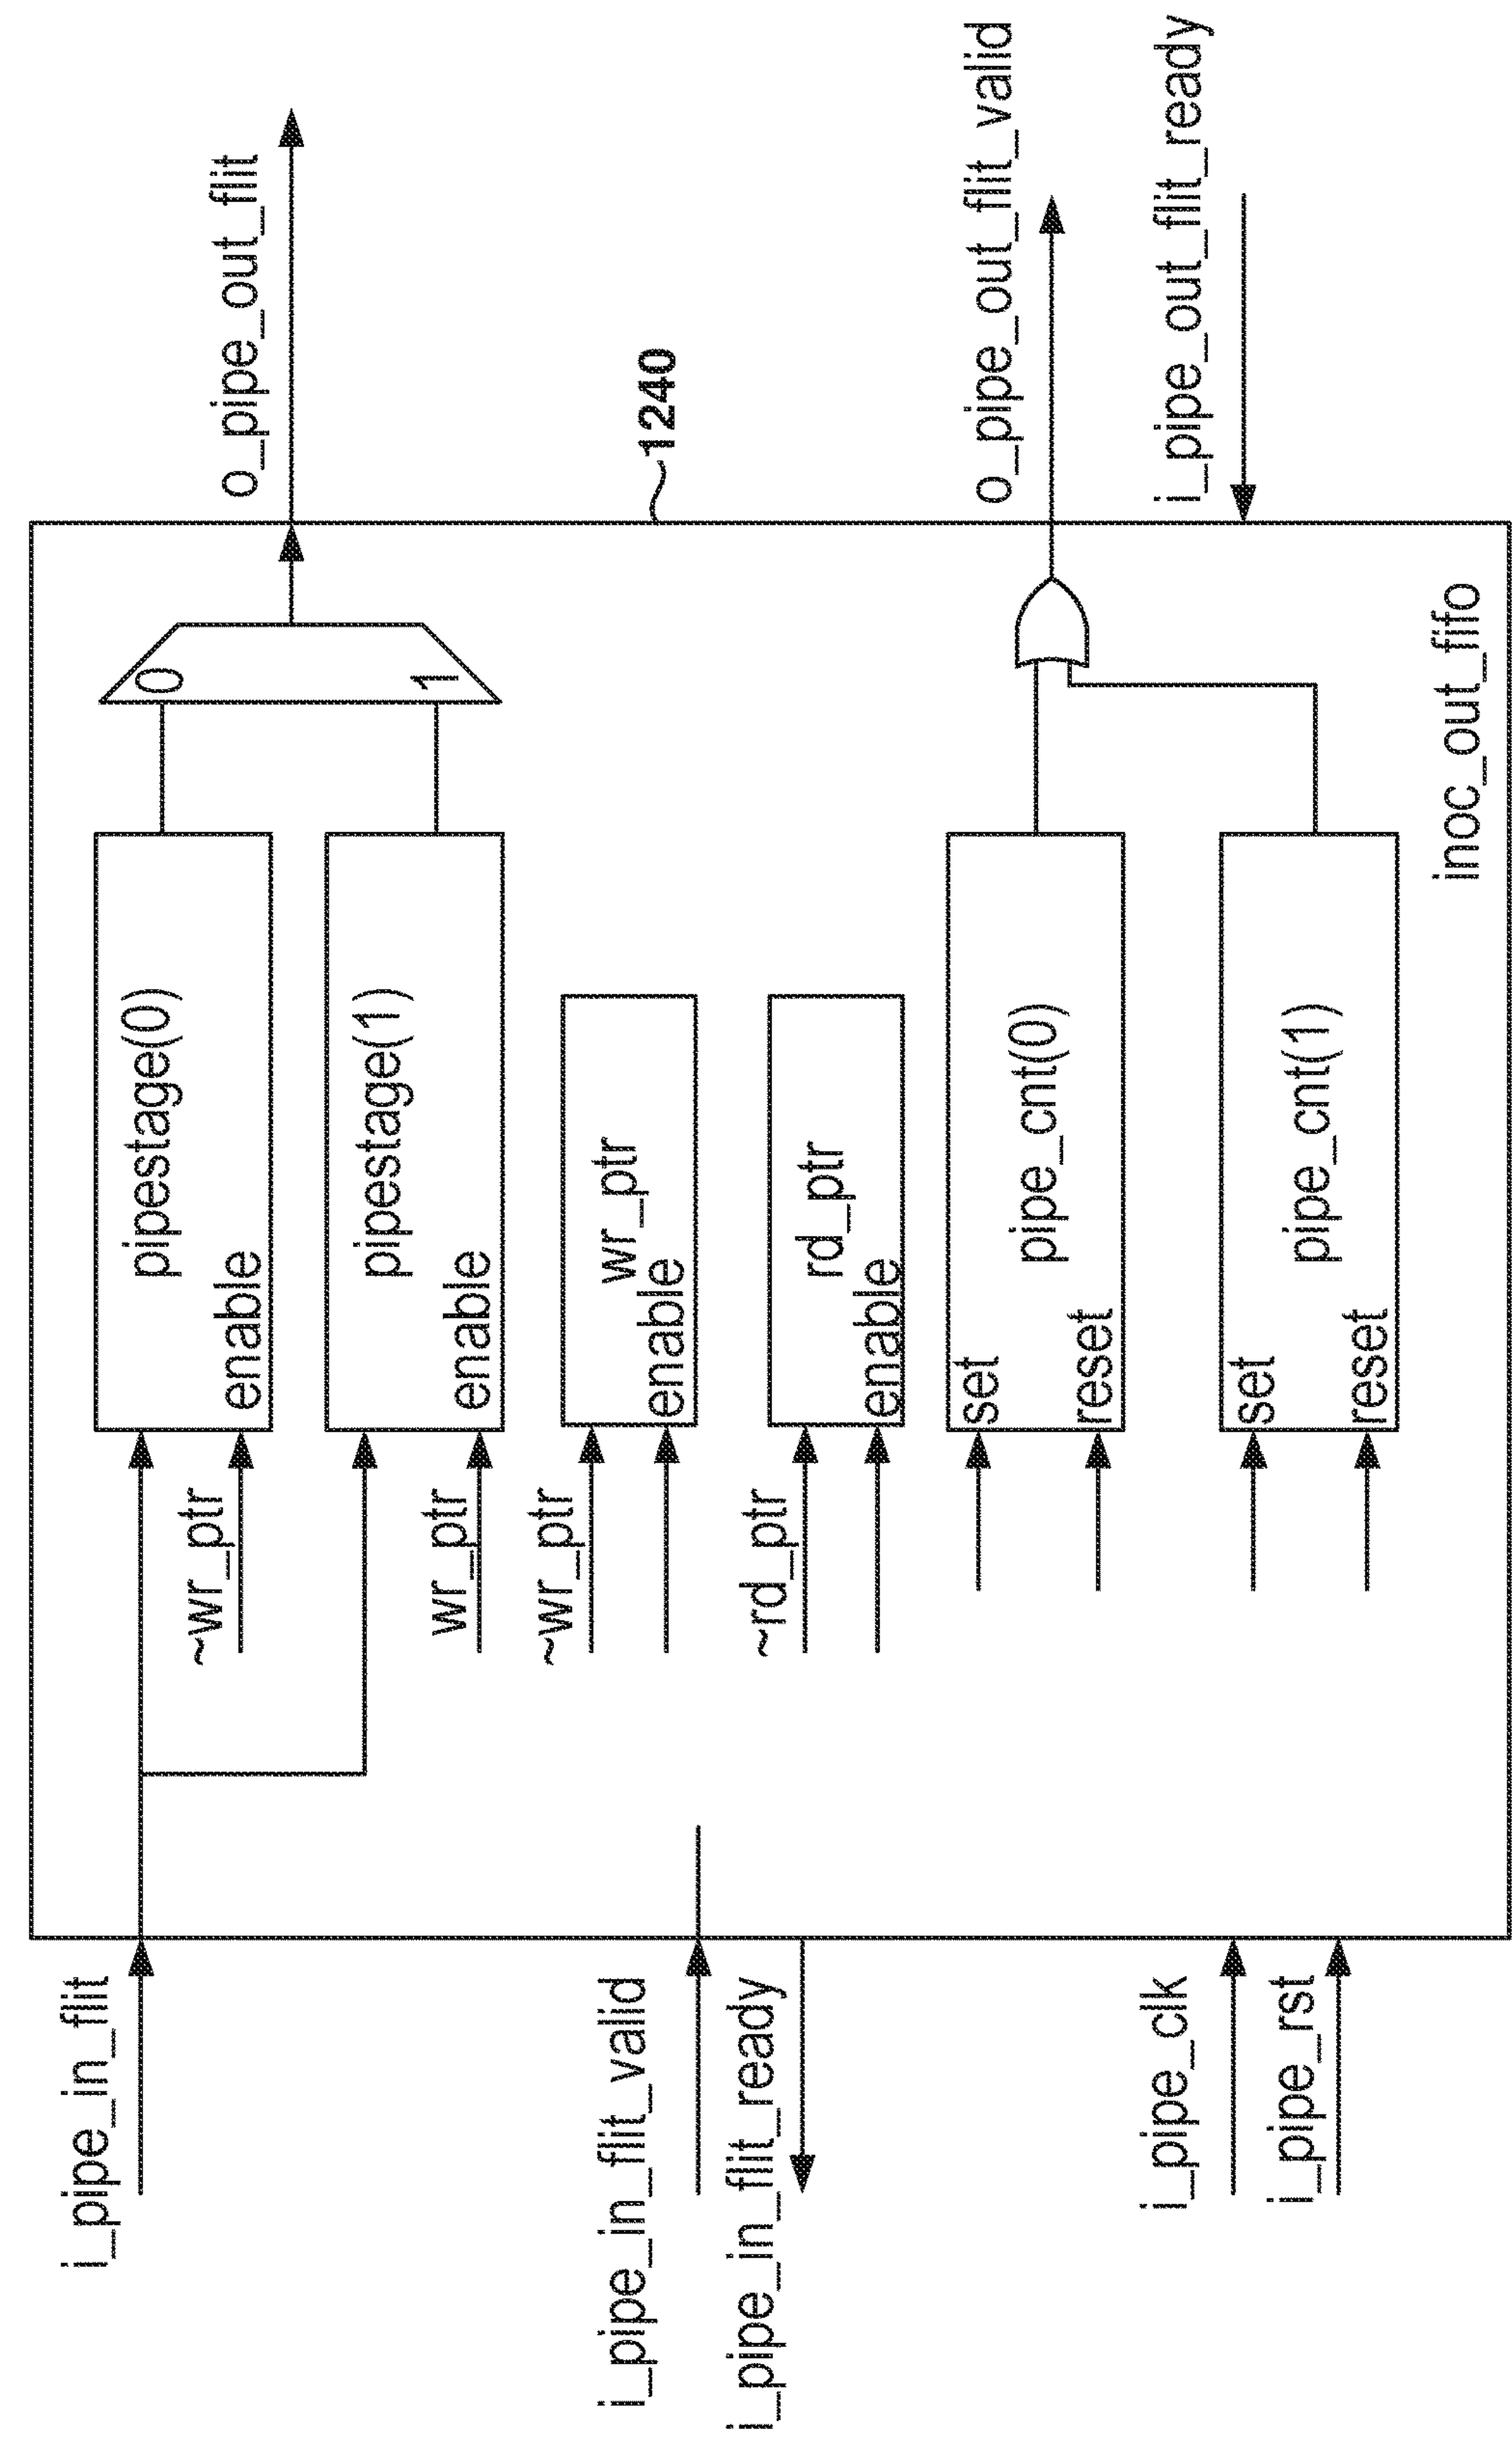 i_pipe_in_flit
~wr_ptr
pipestage(0)
enable
0
o_pipe_out_flit
wr_ptr
pipestage(1)
enable
1
~wr_ptr
wr_ptr
enable
1240
i_pipe_in_flit_valid
i_pipe_in_flit_ready
~rd_ptr
rd_ptr
enable
set
pipe_cnt(0)
reset
o_pipe_out_flit_valid
i_pipe_out_flit_ready
i_pipe_clk
i_pipe_rst
set
pipe_cnt(1)
reset
inoc_out_fifo